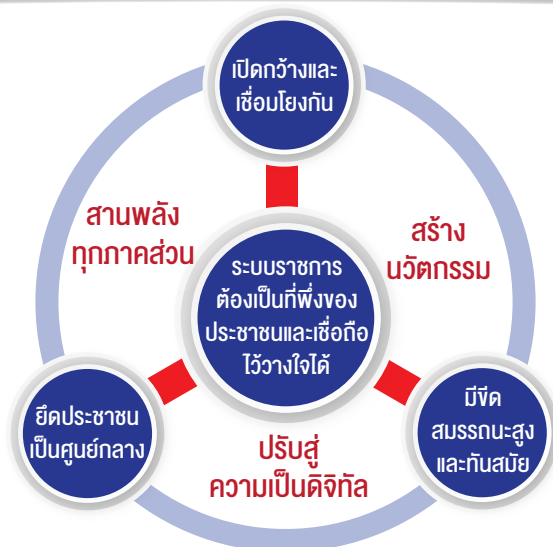 เปิดกว้างและ
เชื่อมโยงกัน
สานพลัง
ทุกภาคส่วน
สร้าง
นวัตกรรม
ระบบราชการ
ต้องเป็นที่พึ่งของ
ประชาชนและเชื่อถือ
ไว้วางใจได้
ยึดประชาชน
เป็นศูนย์กลาง
มีขีด
สมรรถนะสูง
และทันสมัย
ปรับสู่
ความเป็นดิจิทัล